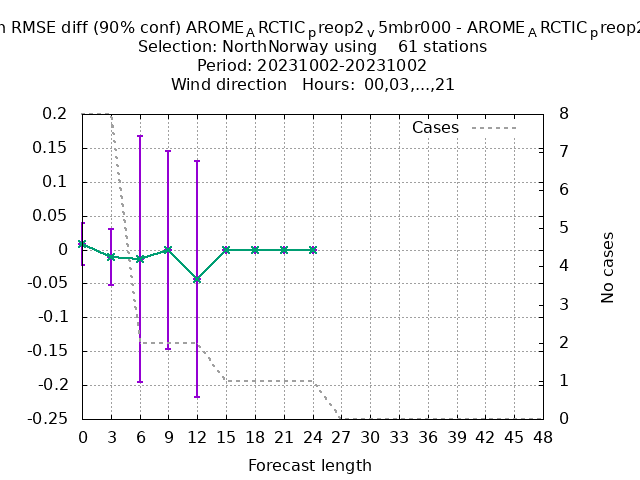 n RMSE diff (90% conf) AROME_ARCTIC_preop2_v5mbr000 - AROME_ARCTIC_preop2
Selection: NorthNorway using 61 stations
Period: 20231002-20231002
Wind direction Hours: 00,03,...,21
Cases
0.2
0.15
0.1
0.05
0
-0.05
-0.1
-0.15
-0.2
-0.25
8
7
6
5
4
3
2
1
0
No cases
0 3 6 9 12 15 18 21 24 27 30 33 36 39 42 45 48
Forecast length